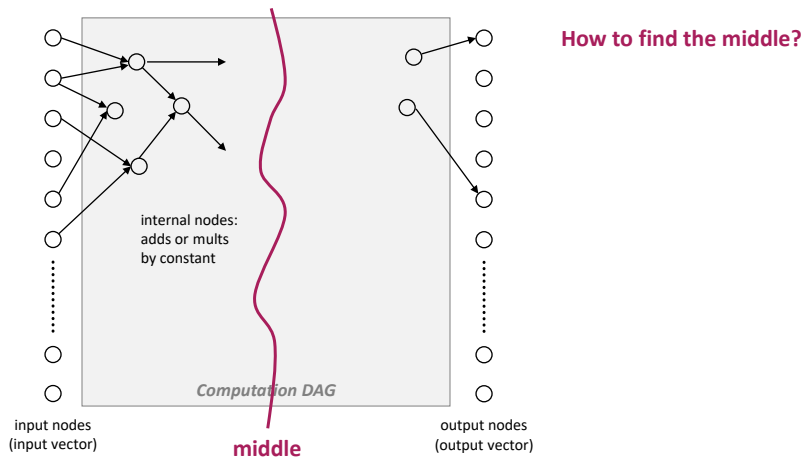 How to find the middle?
internal nodes:
adds or mults
by constant
Computation DAG
input nodes
(input vector)
middle
output nodes
(output vector)